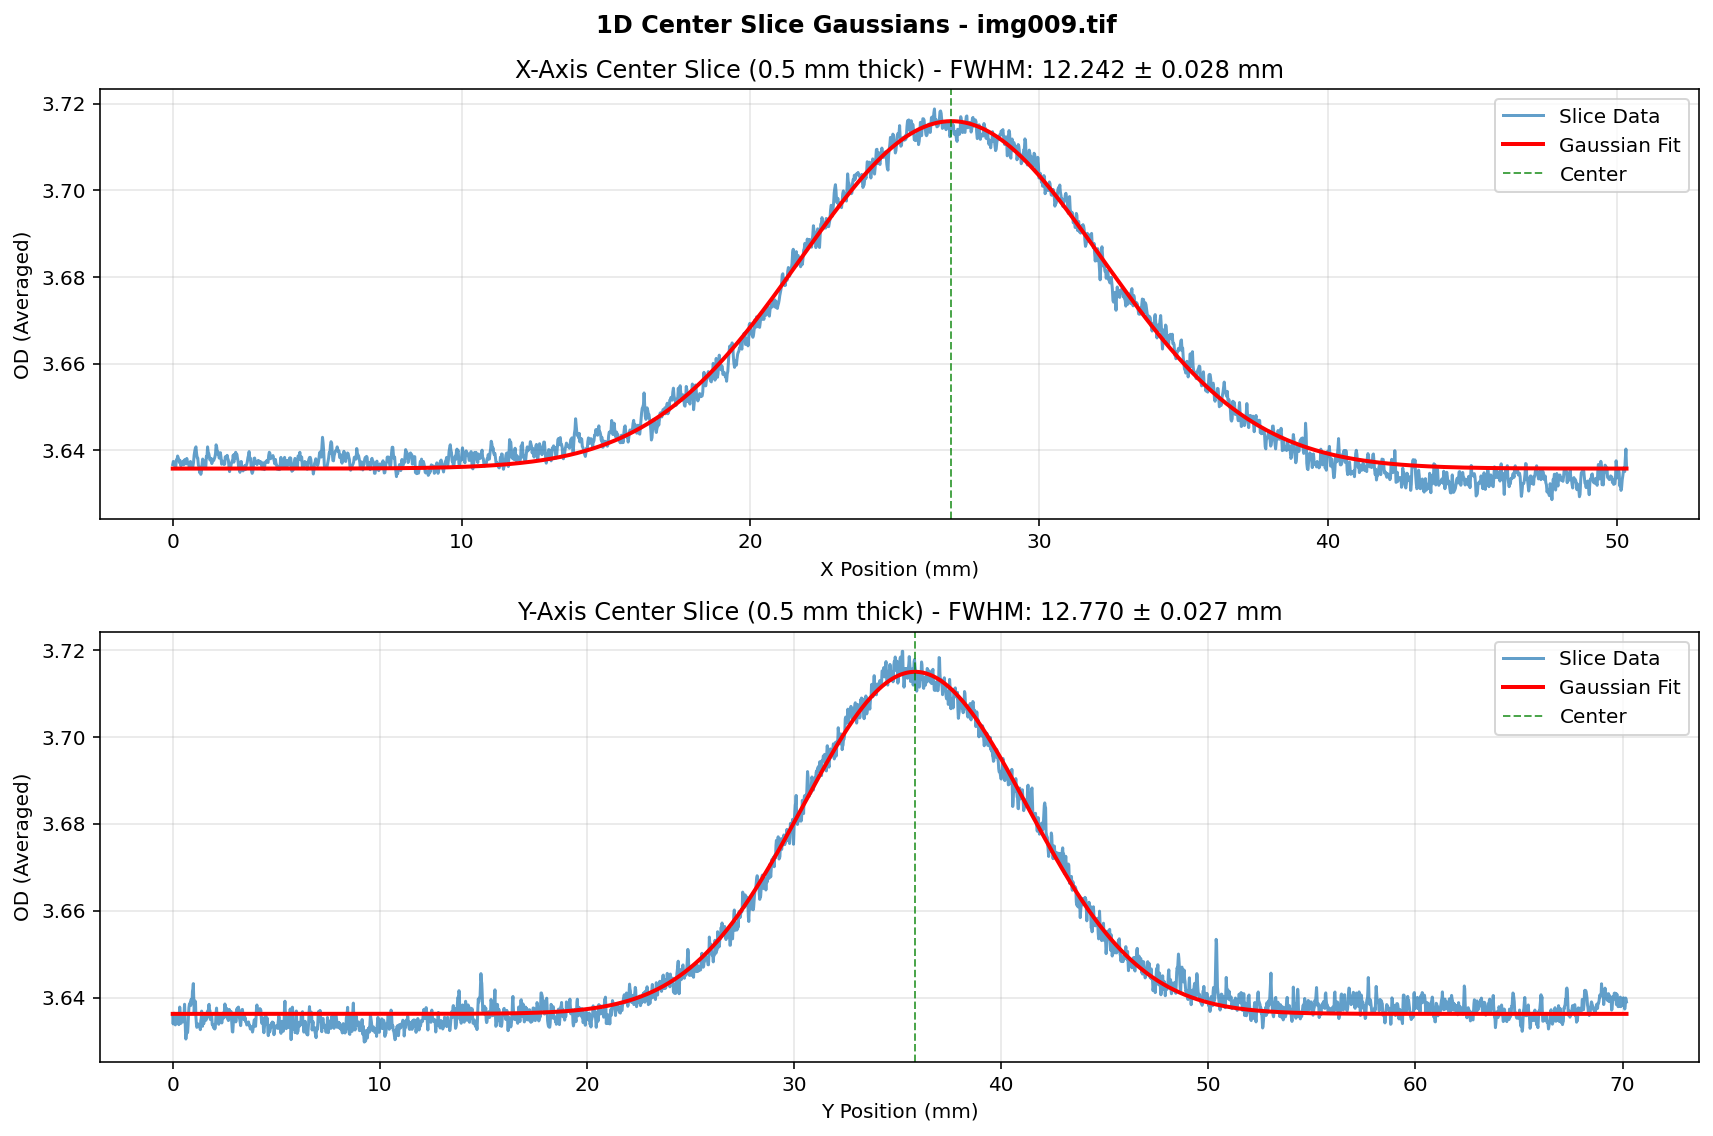 1D Center Slice Gaussians - img009.tif
X-Axis Center Slice (0.5 mm thick) - FWHM: 12.242 ± 0.028 mm
3.72
3.70
3.68
3.66
3.64
OD (Averaged)
Slice Data
Gaussian Fit
Center
0 10 20 30 40 50
X Position (mm)
Y-Axis Center Slice (0.5 mm thick) - FWHM: 12.770 ± 0.027 mm
3.72
3.70
3.68
3.66
3.64
OD (Averaged)
Slice Data
Gaussian Fit
Center
0 10 20 30 40 50 60 70
Y Position (mm)